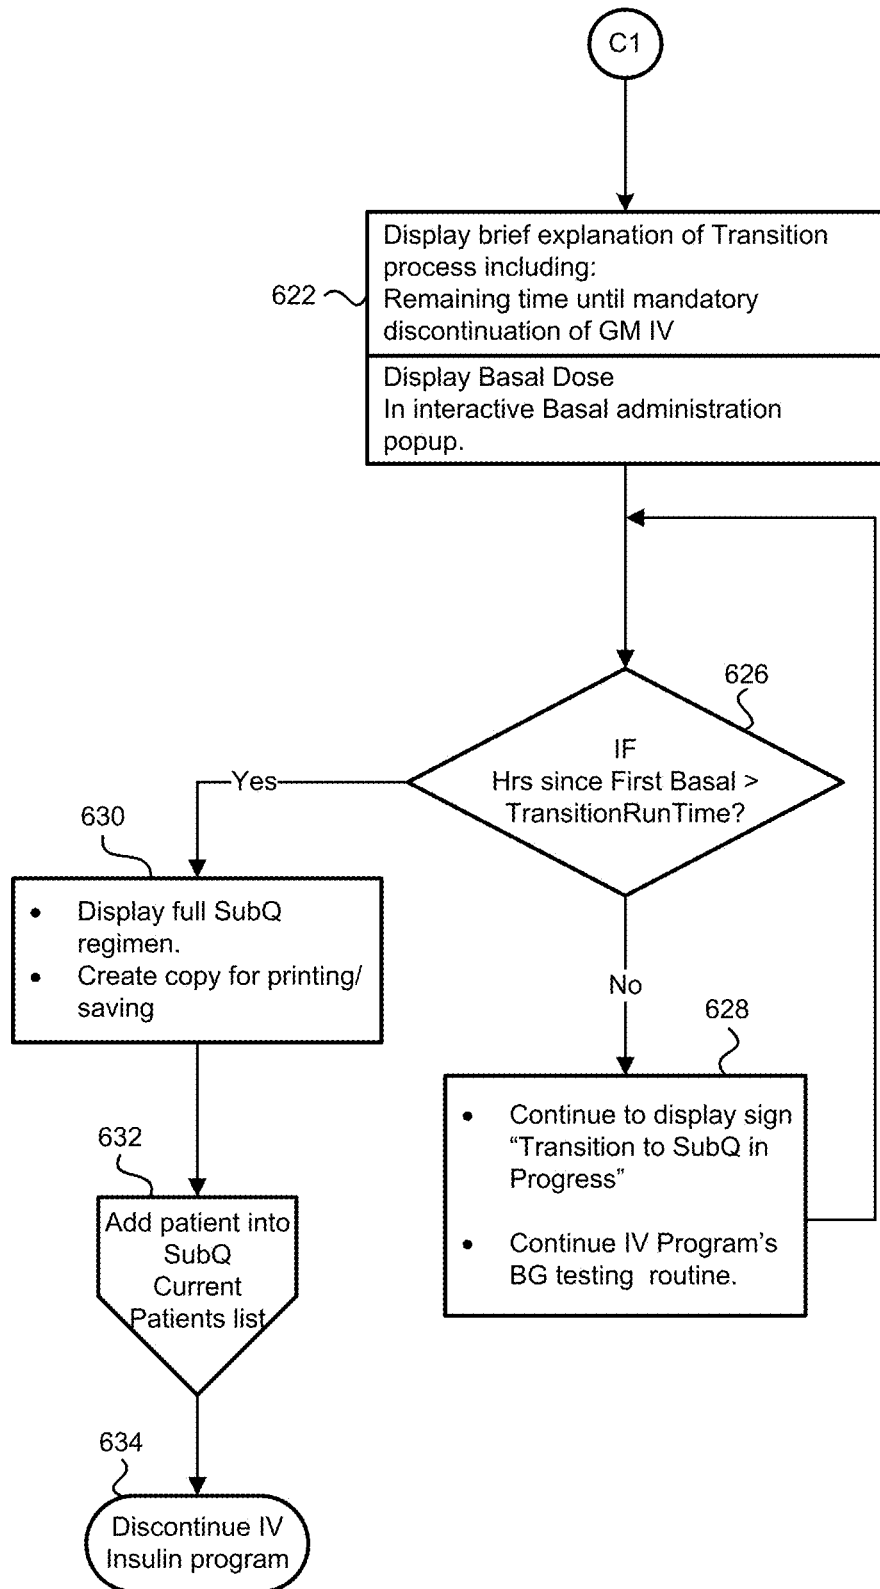 C1
Display brief explanation of Transition
process including:
622
Remaining time until mandatory
discontinuation of GM IV
Display Basal Dose
In interactive Basal administration
popup.
626
IF
Hrs since First Basal >
TransitionRunTime?
Yes
No
630
• Display full SubQ
regimen.
• Create copy for printing/
saving
628
• Continue to display sign
“Transition to SubQ in
Progress”
• Continue IV Program's
BG testing routine.
632
Add patient into
SubQ
Current
Patients list
634
Discontinue IV
Insulin program